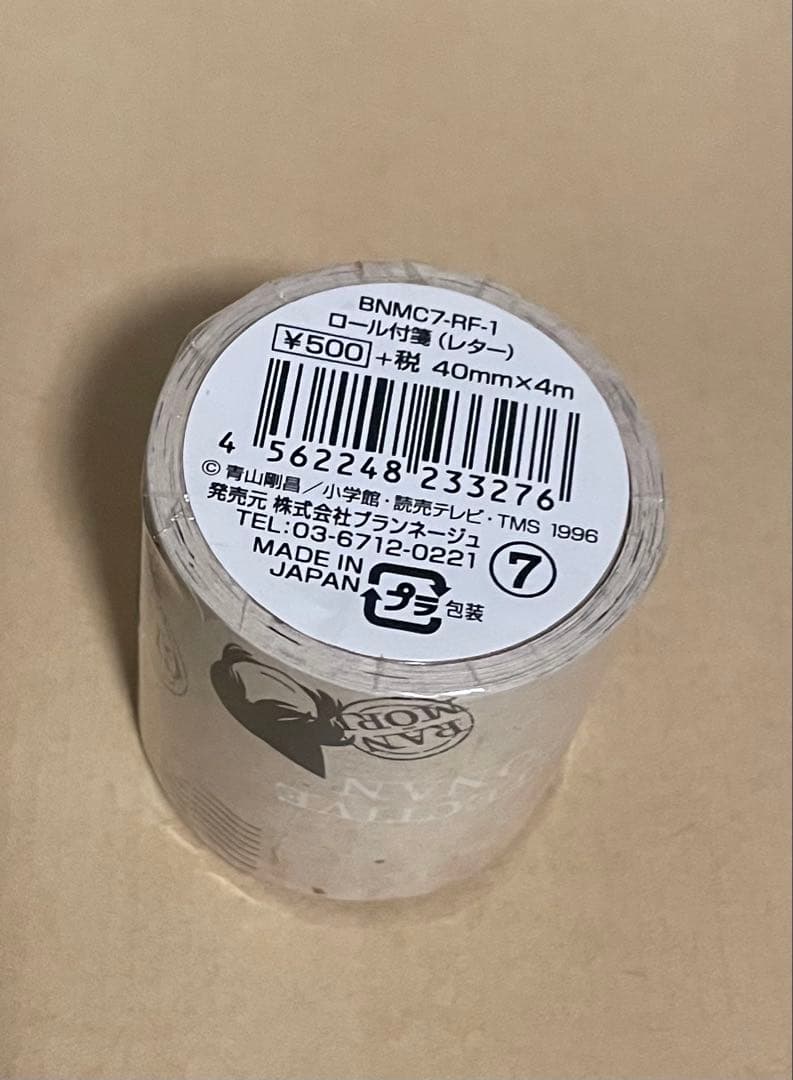 BNMC7-RF-1
ロール付箋(レター)
¥500 +税 40mm×4m
4 562248 233276
© 青山剛昌／小学館・読売テレビ・TMS 1996
発売元 株式会社プランネージュ
TEL:03-6712-0221
⑦
MADE IN
JAPAN
プラ 包装
RAN
MORI